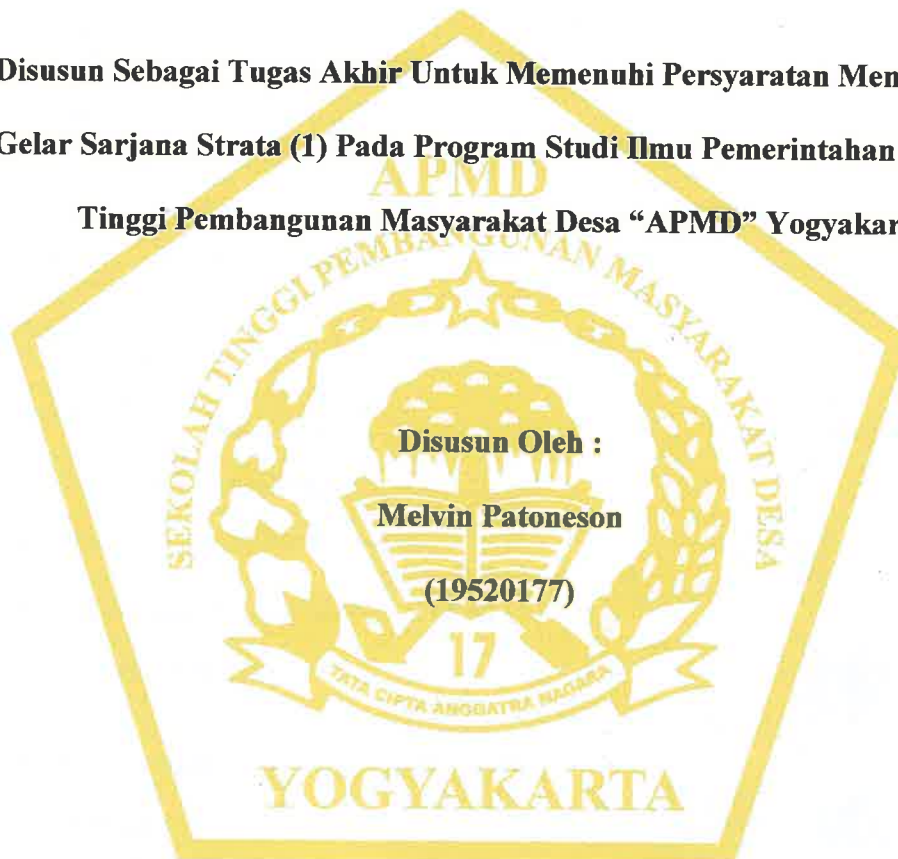 Disusun Sebagai Tugas Akhir Untuk Memenuhi Persyaratan Men
Gelar Sarjana Strata (1) Pada Program Studi Ilmu Pemerintahan
APMD
Tinggi Pembangunan Masyarakat Desa “APMD” Yogyakar
SEKOLAH TINGGI PEMBANGUNAN MASYARAKAT DESA
Disusun Oleh :
Melvin Patoneson
(19520177)
17
TATA CIPTA ANGGATRA NAGARA
YOGYAKARTA